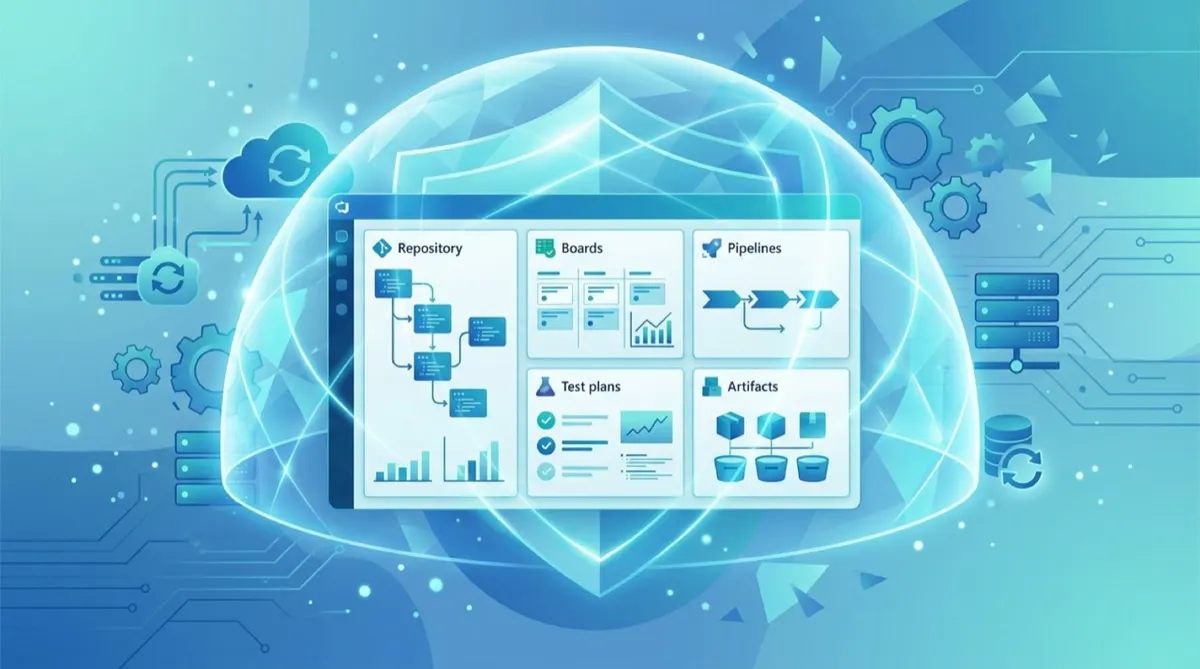 Repository
Boards
Pipelines
Test plans
Artifacts